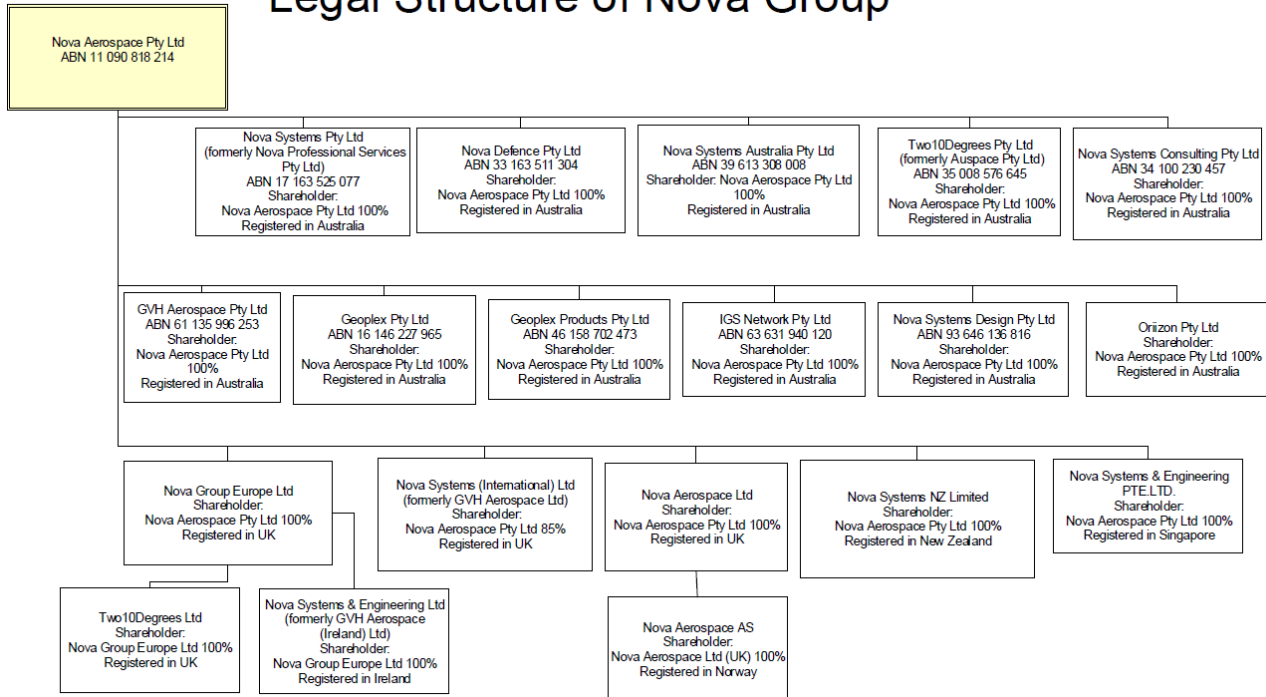 Legal Structure of Nova Group
Nova Aerospace Pty Ltd
ABN 11 090 818 214
Nova Systems Pty Ltd
(formerly Nova Professional Services
Pty Ltd)
ABN 17 163 525 077
Shareholder:
Nova Aerospace Pty Ltd 100%
Registered in Australia
Nova Defence Pty Ltd
ABN 33 163 511 304
Shareholder:
Nova Aerospace Pty Ltd 100%
Registered in Australia
Nova Systems Australia Pty Ltd
ABN 39 613 308 008
Shareholder: Nova Aerospace Pty Ltd
100%
Registered in Australia
Two10Degrees Pty Ltd
(formerly Auspace Pty Ltd)
ABN 35 008 576 645
Shareholder:
Nova Aerospace Pty Ltd 100%
Registered in Australia
Nova Systems Consulting Pty Ltd
ABN 34 100 230 457
Shareholder:
Nova Aerospace Pty Ltd 100%
Registered in Australia
GVH Aerospace Pty Ltd
ABN 61 135 996 253
Shareholder:
Nova Aerospace Pty Ltd
100%
Registered in Australia
Geoplex Pty Ltd
ABN 16 146 227 965
Shareholder:
Nova Aerospace Pty Ltd 100%
Registered in Australia
Geoplex Products Pty Ltd
ABN 46 158 702 473
Shareholder:
Nova Aerospace Pty Ltd 100%
Registered in Australia
IGS Network Pty Ltd
ABN 63 631 940 120
Shareholder:
Nova Aerospace Pty Ltd 100%
Registered in Australia
Nova Systems Design Pty Ltd
ABN 93 646 136 816
Shareholder:
Nova Aerospace Pty Ltd 100%
Registered in Australia
Oriizon Pty Ltd
Shareholder:
Nova Aerospace Pty Ltd 100%
Registered in Australia
Nova Group Europe Ltd
Shareholder:
Nova Aerospace Pty Ltd 100%
Registered in UK
Nova Systems (International) Ltd
(formerly GVH Aerospace Ltd)
Shareholder:
Nova Aerospace Pty Ltd 85%
Registered in UK
Nova Aerospace Ltd
Shareholder:
Nova Aerospace Pty Ltd 100%
Registered in UK
Nova Systems NZ Limited
Shareholder:
Nova Aerospace Pty Ltd 100%
Registered in New Zealand
Nova Systems & Engineering
PTE.LTD.
Shareholder:
Nova Aerospace Pty Ltd 100%
Registered in Singapore
Two10Degrees Ltd
Shareholder:
Nova Group Europe Ltd 100%
Registered in UK
Nova Systems & Engineering Ltd
(formerly GVH Aerospace
(Ireland) Ltd)
Shareholder:
Nova Group Europe Ltd 100%
Registered in Ireland
Nova Aerospace AS
Shareholder:
Nova Aerospace Ltd (UK) 100%
Registered in Norway